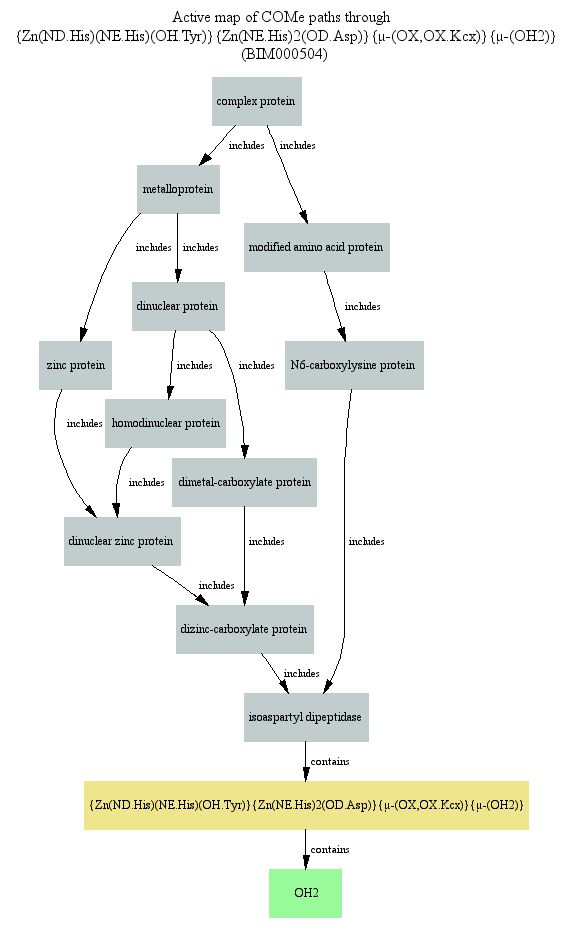 Active map of COMe paths through
{Zn(ND.His)(NE.His)(OH.Tyr)}{Zn(NE.His)2(OD.Asp)}{μ-(OX,OX.Kcx)}{μ-(OH2)}
(BIM000504)
complex protein
includes
includes
metalloprotein
modified amino acid protein
includes
includes
dinuclear protein
includes
zinc protein
includes
includes
N6-carboxylysine protein
includes
homodinuclear protein
dimetal-carboxylate protein
includes
dinuclear zinc protein
includes
includes
includes
dizinc-carboxylate protein
includes
isoaspartyl dipeptidase
contains
{Zn(ND.His)(NE.His)(OH.Tyr)}{Zn(NE.His)2(OD.Asp)}{μ-(OX,OX.Kcx)}{μ-(OH2)}
contains
OH2